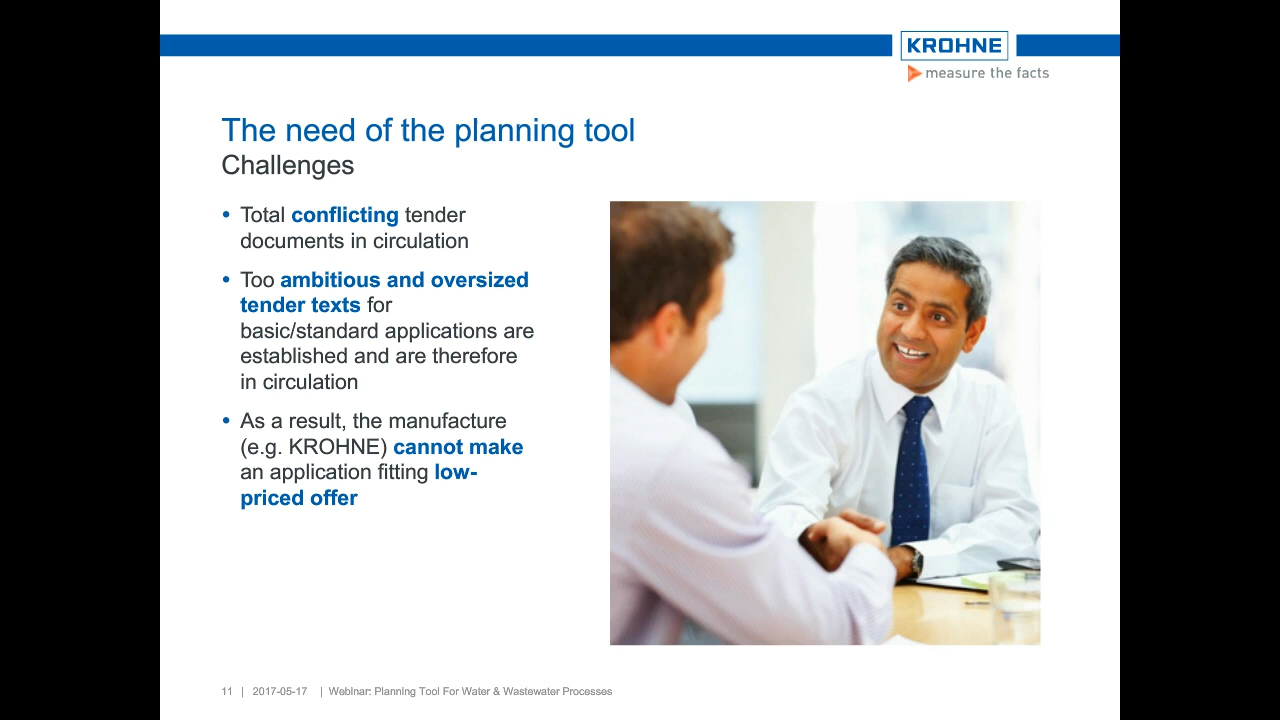 KROHNE
measure the facts
The need of the planning tool
Challenges
• Total conflicting tender
documents in circulation
• Too ambitious and oversized
tender texts for
basic/standard applications are
established and are therefore
in circulation
• As a result, the manufacture
(e.g. KROHNE) cannot make
an application fitting low-
priced offer
11 | 2017-05-17 | Webinar: Planning Tool For Water & Wastewater Processes